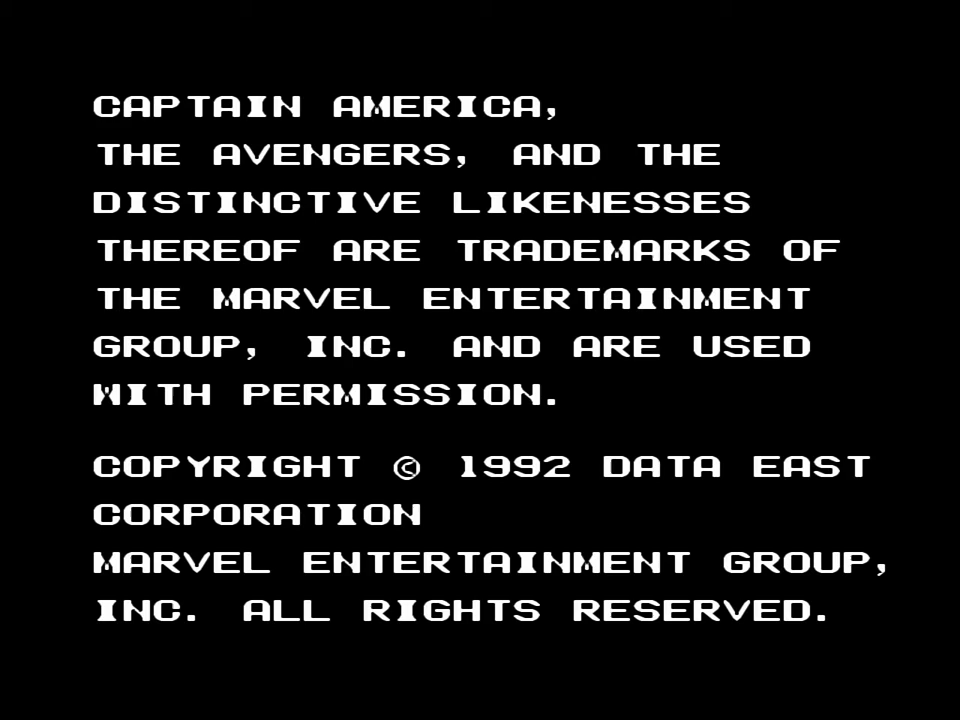 CAPTAIN AMERICA,
THE AVENGERS, AND THE
DISTINCTIVE LIKENESSES
THEREOF ARE TRADEMARKS OF
THE MARVEL ENTERTAINMENT
GROUP, INC. AND ARE USED
WITH PERMISSION.
COPYRIGHT © 1992 DATA EAST
CORPORATION
MARVEL ENTERTAINMENT GROUP,
INC. ALL RIGHTS RESERVED.